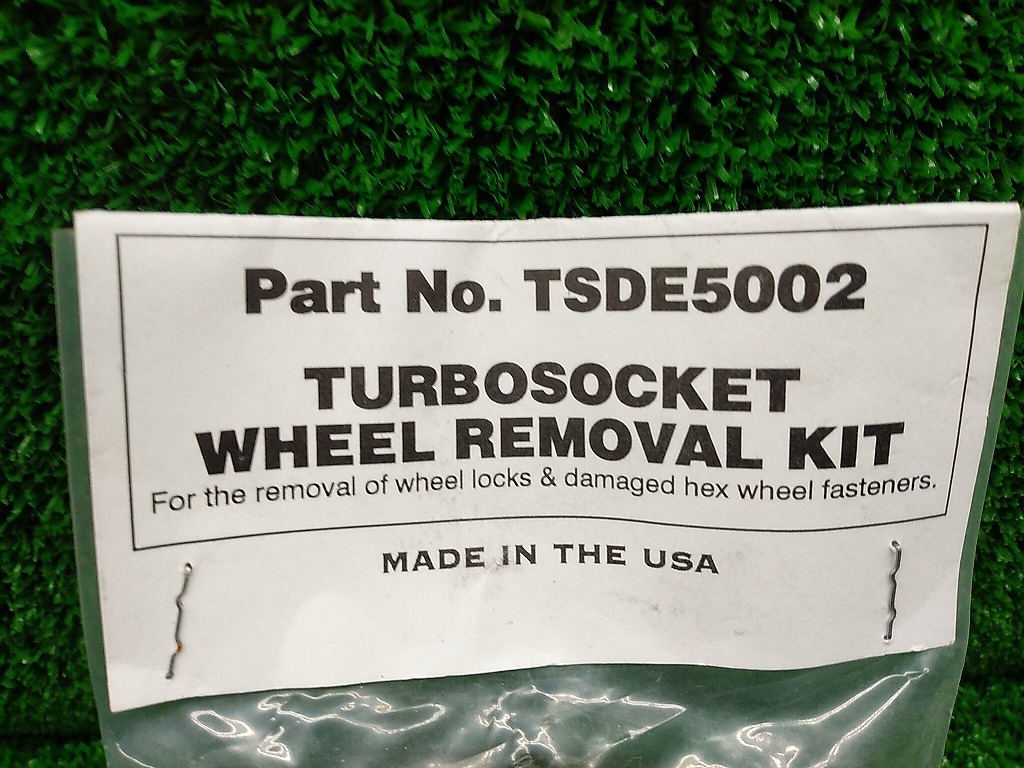 Part No. TSDE5002
TURBOSOCKET
WHEEL REMOVAL KIT
For the removal of wheel locks & damaged hex wheel fasteners.
MADE IN THE USA